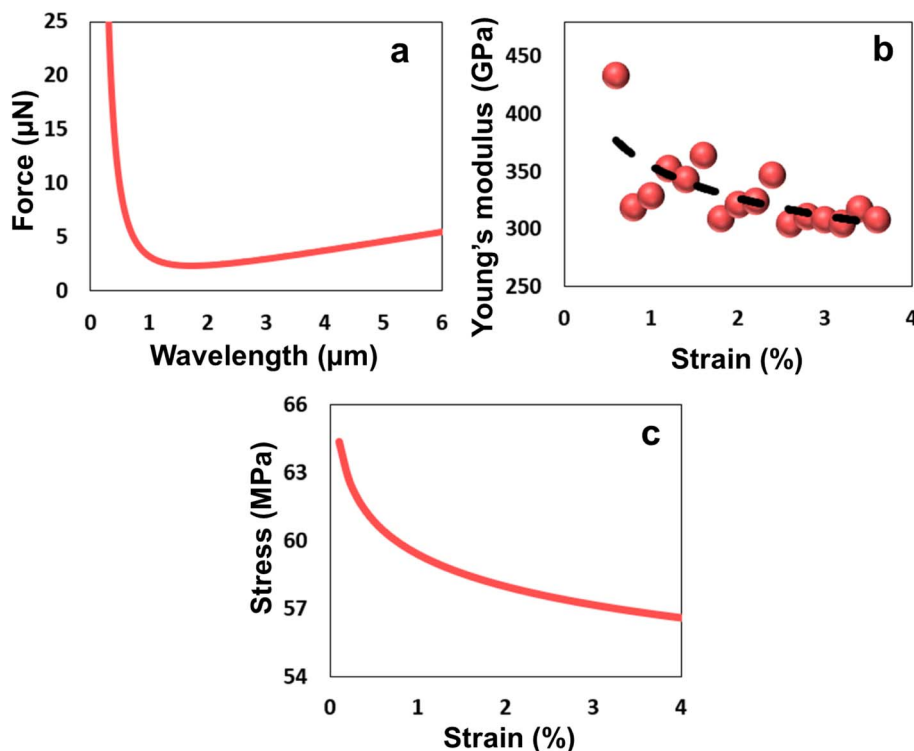 a
Force (μN)
25
20
15
10
5
0
0 1 2 3 4 5 6
Wavelength (μm)
b
Young's modulus (GPa)
450
400
350
300
250
0 1 2 3 4
Strain (%)
c
Stress (MPa)
66
63
60
57
54
0 1 2 3 4
Strain (%)